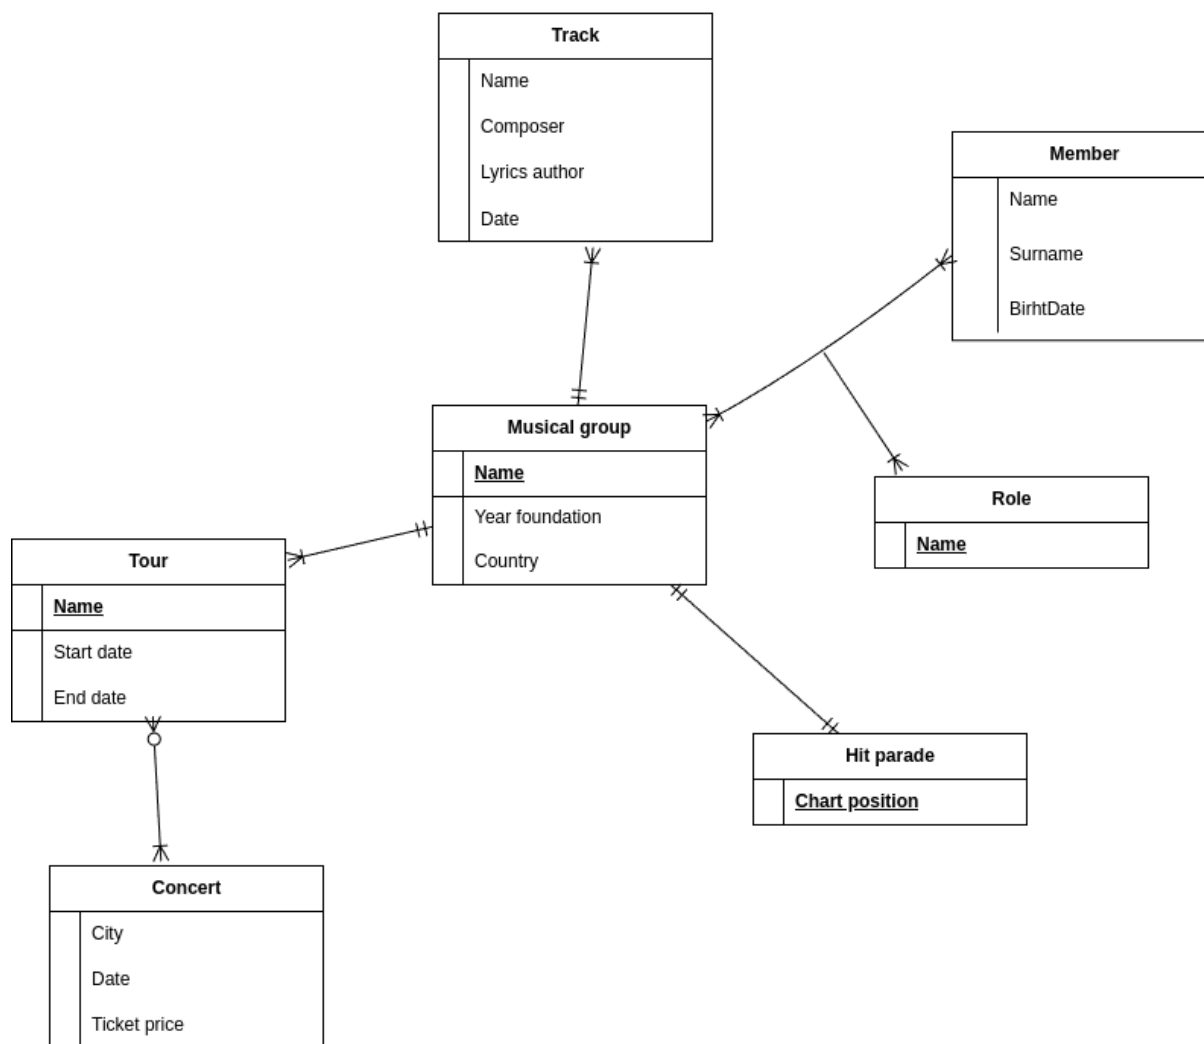 Track
Name
Composer
Lyrics author
Date
Member
Name
Surname
BirhtDate
Musical group
Name
Year foundation
Country
Role
Name
Tour
Name
Start date
End date
Hit parade
Chart position
Concert
City
Date
Ticket price